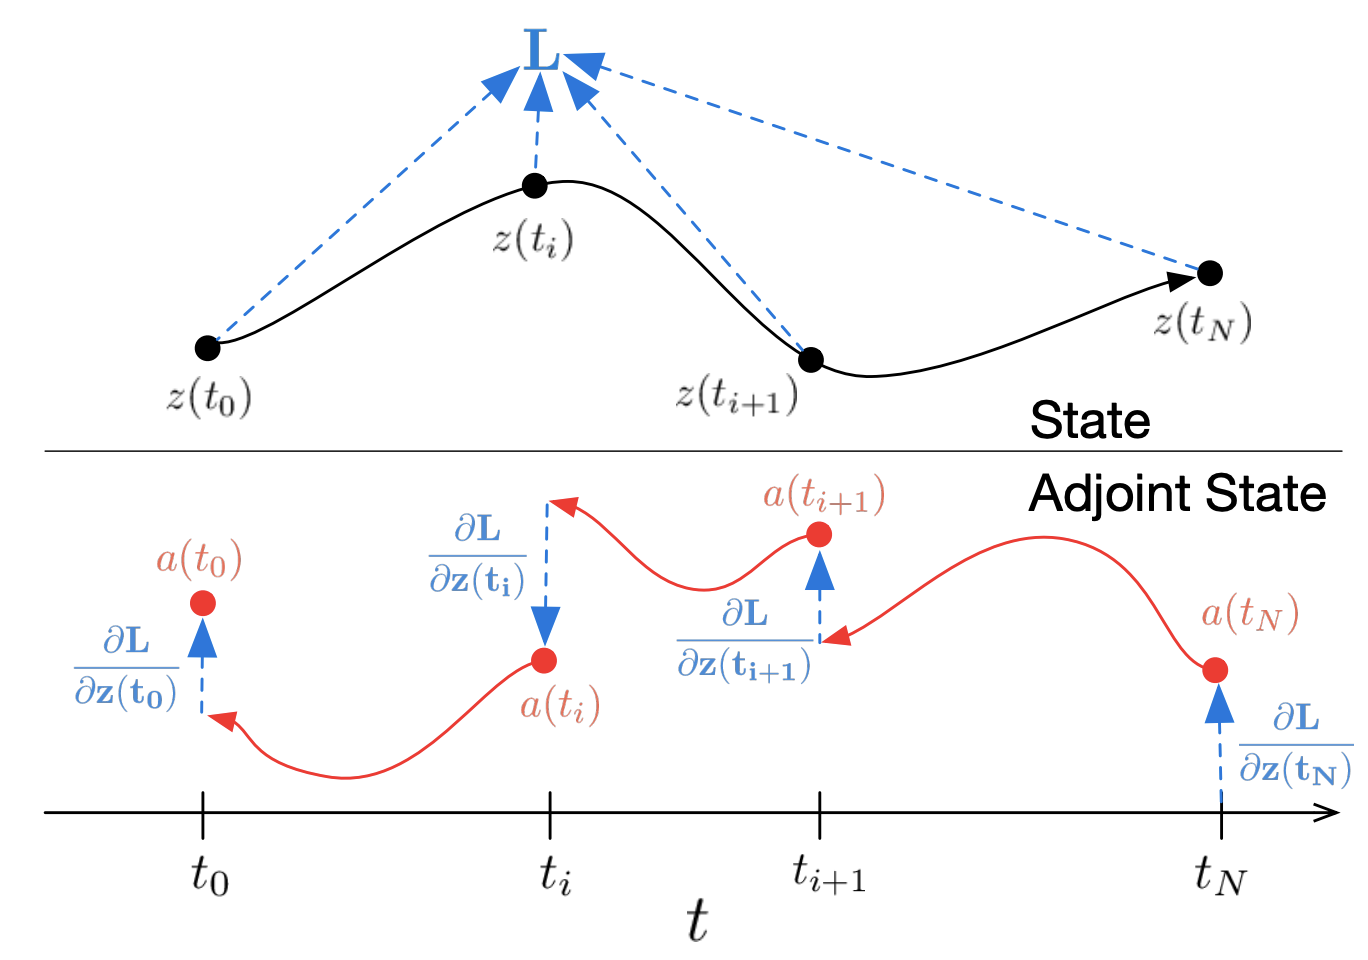 L
z(t_i)
z(t_N)
z(t_0)
z(t_{i+1})
State
Adjoint State
a(t_{i+1})
∂L
∂z(t_i)
a(t_0)
∂L
∂z(t_{i+1})
a(t_N)
∂L
∂z(t_0)
a(t_i)
∂L
∂z(t_N)
t_0
t_i
t_{i+1}
t_N
t